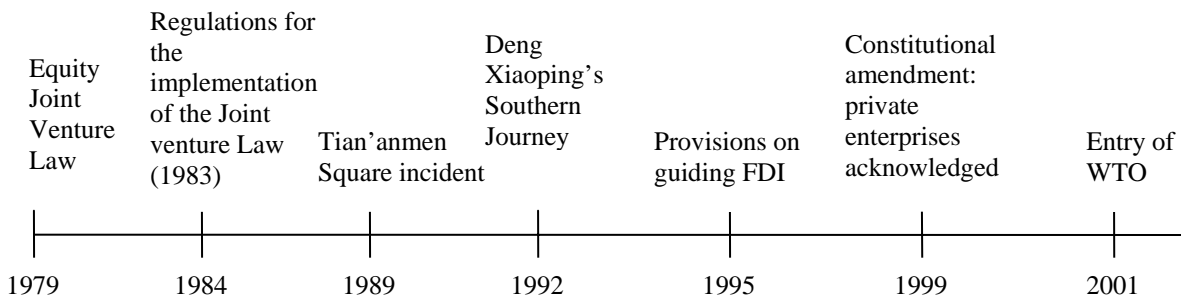 Equity
Joint
Venture
Law
Regulations for
the
implementation
of the Joint
venture Law
(1983)
Tian’anmen
Square incident
Deng
Xiaoping’s
Southern
Journey
Provisions on
guiding FDI
Constitutional
amendment:
private
enterprises
acknowledged
Entry of
WTO
1979
1984
1989
1992
1995
1999
2001